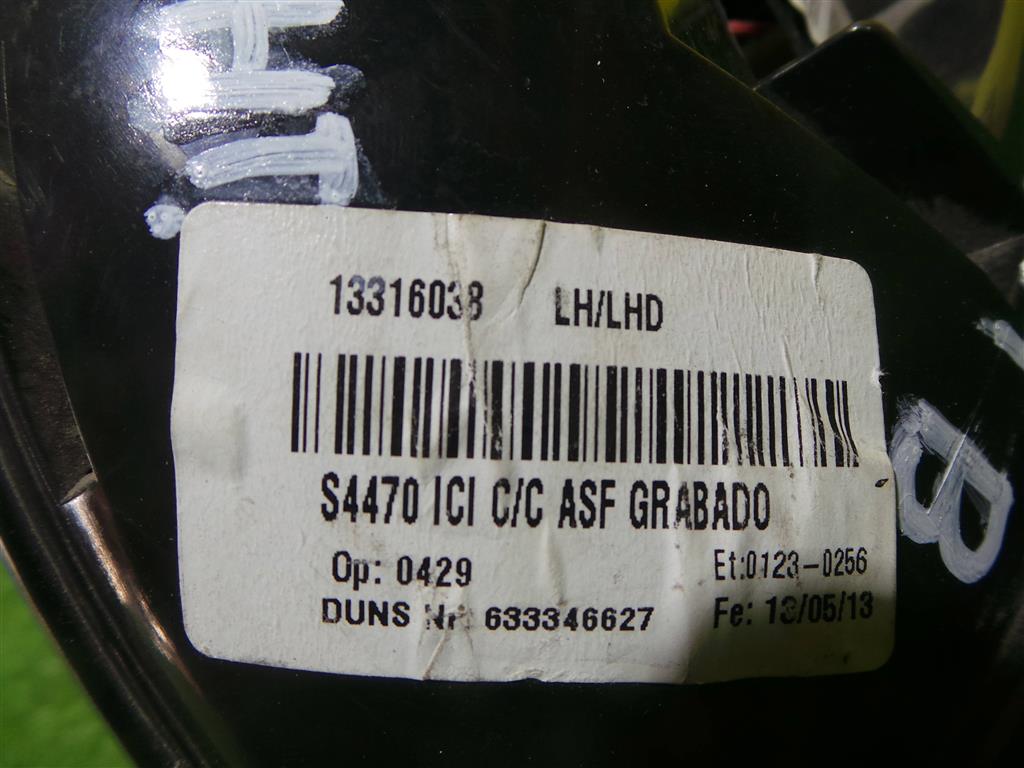 13316038 LH/LHD
S4470 ICI C/C ASF GRABADO
Op: 0429 Et:0123-0256
DUNS Nr: 633346627 Fe: 13/05/13
B